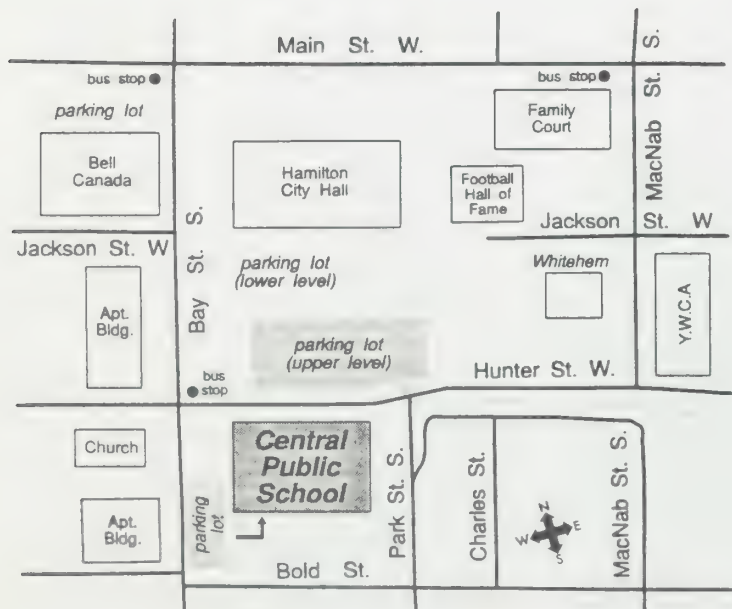 Main St. W.
S.
bus stop
bus stop
St.
parking lot
Family
Court
Bell
Canada
Hamilton
City Hall
Football
Hall of
Fame
MacNab
S.
Jackson St. W
Jackson St. W
St.
Bay
parking lot
(lower level)
Whitehern
Apt.
Bldg.
Y.W.C.A
parking lot
(upper level)
Hunter St. W.
bus
stop
Church
Central
Public
School
Park St. S.
Charles St.
MacNab St. S.
N
W
E
S
Apt.
Bldg.
parking
lot
Bold St.